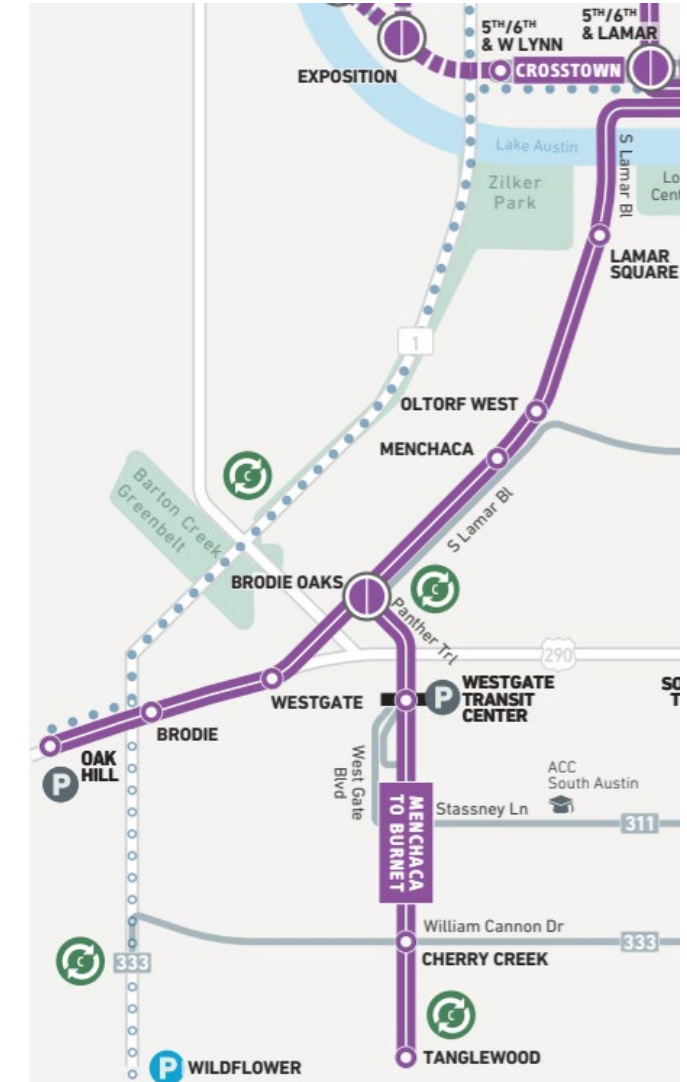 5TH/6TH
& W LYNN
5TH/6TH
& LAMAR
EXPOSITION
CROSSTOWN
Lake Austin
S Lamar Bl
Zilker
Park
Lo
Cent
LAMAR
SQUARE
1
OLTORF WEST
MENCHACA
C
Barton Creek
Greenbelt
S Lamar Bl
BRODIE OAKS
C
Panther Trl
290
WESTGATE
P
WESTGATE
TRANSIT
CENTER
SO
T
BRODIE
OAK
HILL
P
West Gate
Blvd
ACC
South Austin
MENCHACA
TO BURNET
Stassney Ln
311
William Cannon Dr
333
333
C
CHERRY CREEK
C
TANGLEWOOD
P
WILDFLOWER